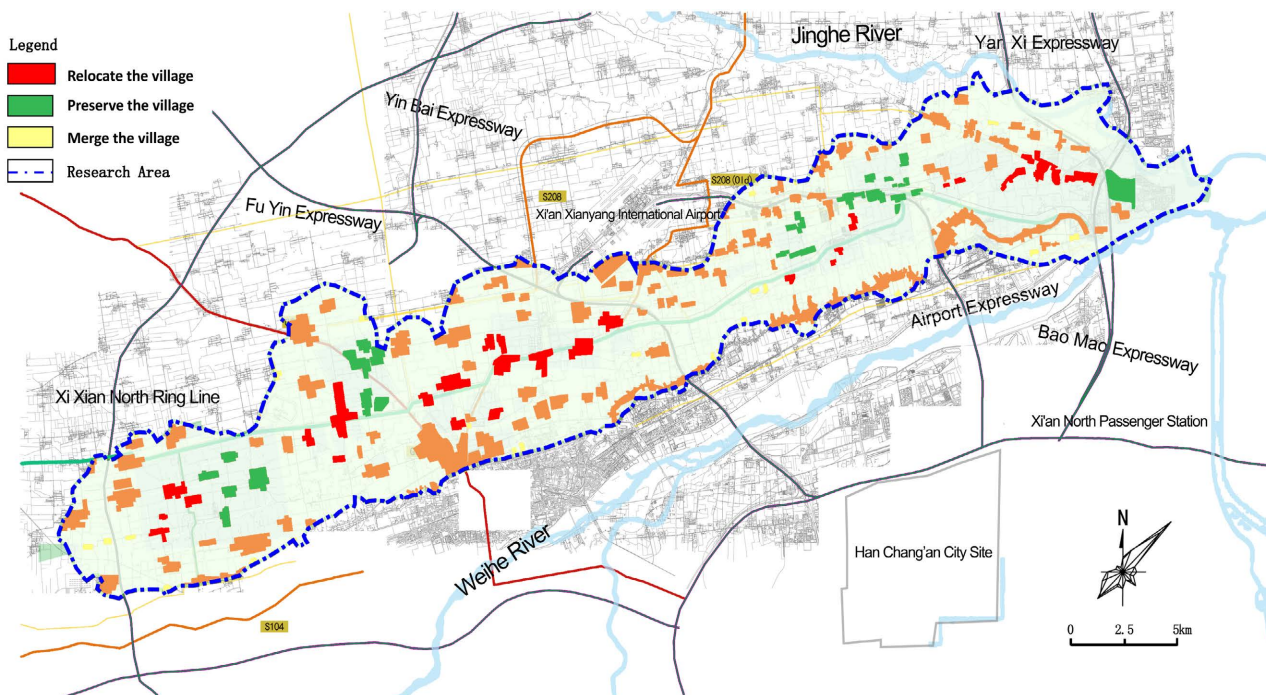 Legend
Relocate the village
Preserve the village
Merge the village
Research Area
Jinghe River
Yan Xi Expressway
Yin Bai Expressway
S208 (Old)
S208
Fu Yin Expressway
Xi'an Xianyang International Airport
Airport Expressway
Bao Mao Expressway
Xi Xian North Ring Line
Xi'an North Passenger Station
Weihe River
Han Chang'an City Site
N
S104
0 2.5 5km